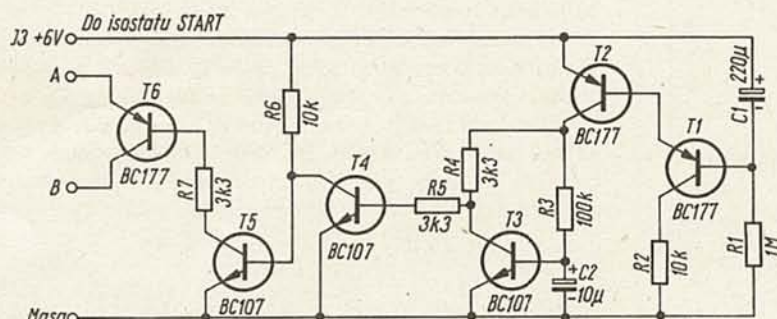 Do isostatu START
J3 +6V
A
B
T6
BC177
R7
3k3
T5
BC107
R6
10k
T4
BC107
R5
3k3
R4
3k3
T3
BC107
T2
BC177
R3
100k
C2
10µ
T1
BC177
R2
10k
220µ
C1
R1
1M
Masa